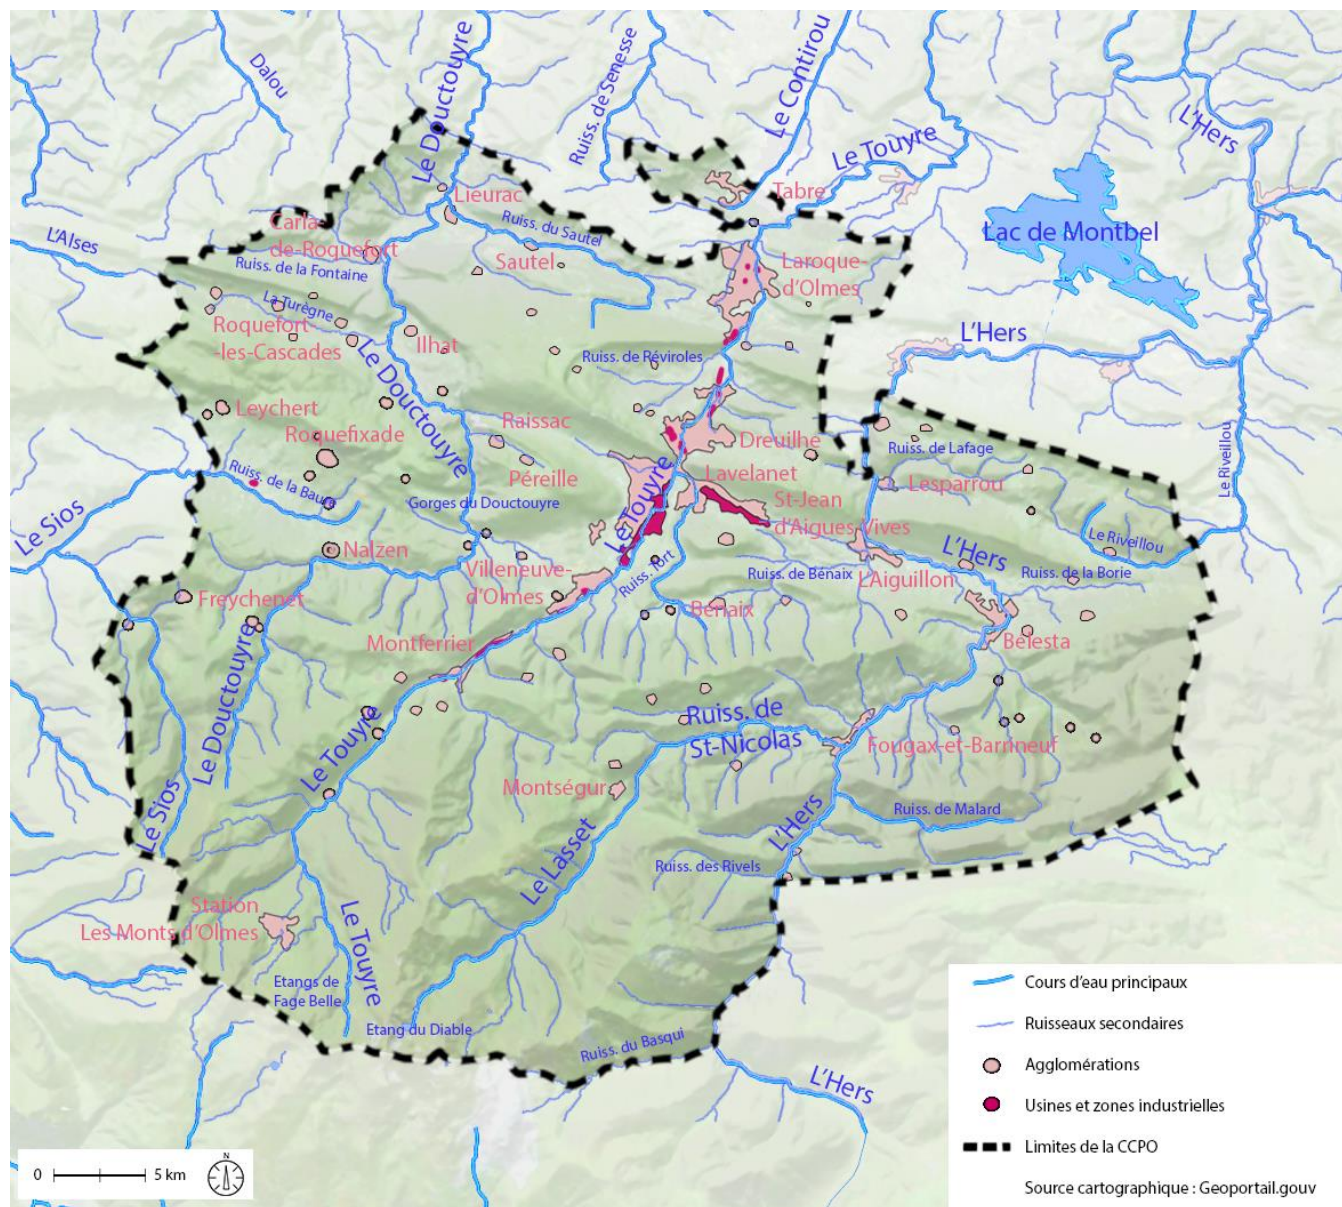 Dalou
Le Douctouyre
Ruiss. de Senesse
Le Contirou
Le Touyre
L'Hers
Lieurac
Tabre
Carla-
de-Roquefort
Ruiss. du Sautel
Lac de Montbel
L'Alses
Ruiss. de la Fontaine
Sautel
Laroque-
d'Olmes
La Turègne
Roquefort-
-les-Cascades
Ilhat
Le Douctouyre
Ruiss. de Réviroles
L'Hers
Leychert
Roquefixade
Raissac
Dreuilhe
Ruiss. de Lafage
Le Riveillou
Ruiss. de la Baure
Péreille
Lavelanet
Lesparrou
Gorges du Douctouyre
St-Jean
d'Aigues-Vives
Le Sios
Le Touyre
Le Riveillou
Nalzen
L'Hers
Villeneuve-
d'Olmes
Ruiss. Tort
Ruiss. de Bénaix
L'Aiguillon
Ruiss. de la Borie
Freychenet
Bénaix
Montferrier
Bélesta
Le Douctouyre
Le Touyre
Ruiss. de
St-Nicolas
Fougax-et-Barrineuf
Montségur
Le Sios
L'Hers
Ruiss. de Malard
Le Lasset
Ruiss. des Rivels
Station
Les Monts d'Olmes
Le Touyre
Etangs de
Fage Belle
Etang du Diable
Ruiss. du Basqui
L'Hers
Cours d'eau principaux
Ruisseaux secondaires
Agglomérations
Usines et zones industrielles
Limites de la CCPO
Source cartographique : Geoportail.gouv
0 5 km
N